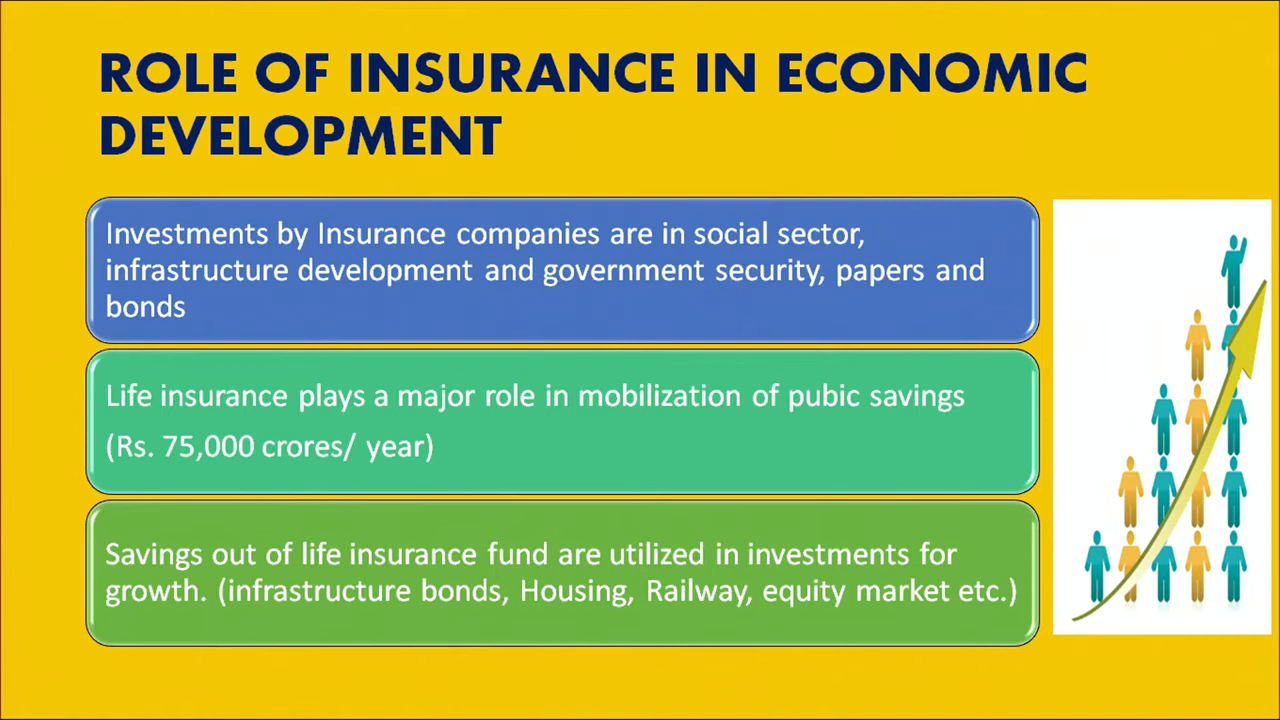 ROLE OF INSURANCE IN ECONOMIC
DEVELOPMENT
Investments by Insurance companies are in social sector,
infrastructure development and government security, papers and
bonds
Life insurance plays a major role in mobilization of pubic savings
(Rs. 75,000 crores/ year)
Savings out of life insurance fund are utilized in investments for
growth. (infrastructure bonds, Housing, Railway, equity market etc.)